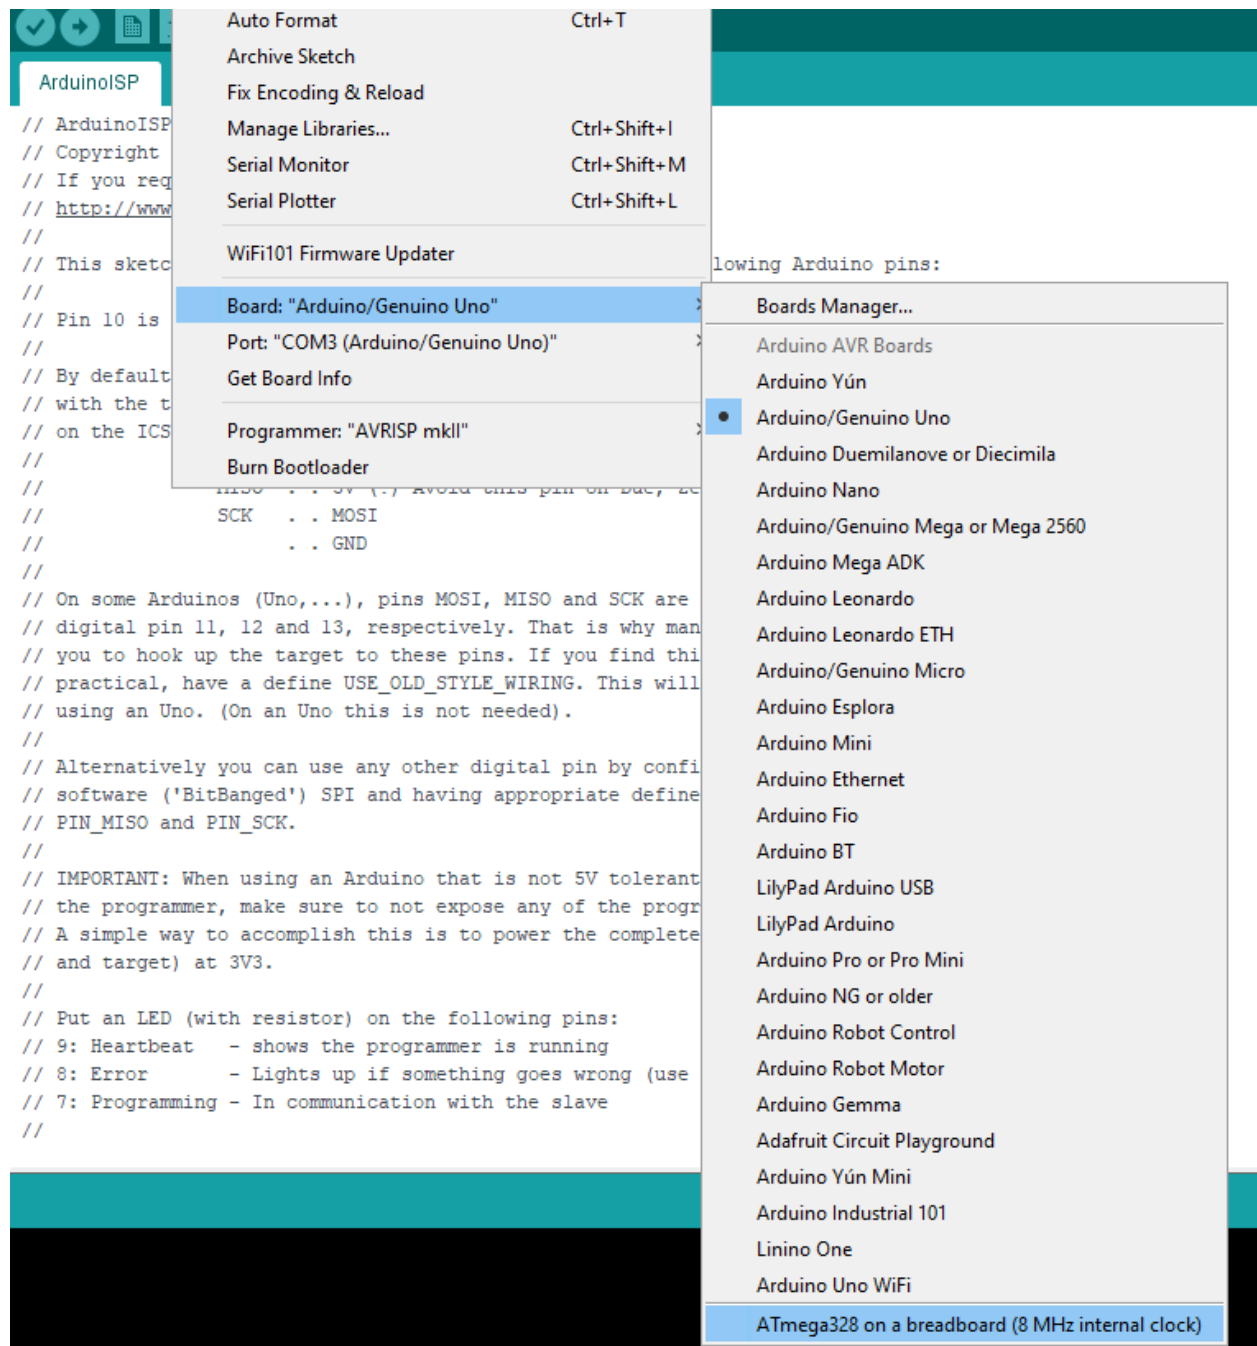 Auto Format Ctrl+T
Archive Sketch
Fix Encoding & Reload
Manage Libraries... Ctrl+Shift+I
Serial Monitor Ctrl+Shift+M
Serial Plotter Ctrl+Shift+L
WiFi101 Firmware Updater
Board: "Arduino/Genuino Uno"
Port: "COM3 (Arduino/Genuino Uno)"
Get Board Info
Programmer: "AVRISP mkII"
Burn Bootloader
Boards Manager...
Arduino AVR Boards
Arduino Yún
Arduino/Genuino Uno
Arduino Duemilanove or Diecimila
Arduino Nano
Arduino/Genuino Mega or Mega 2560
Arduino Mega ADK
Arduino Leonardo
Arduino Leonardo ETH
Arduino/Genuino Micro
Arduino Esplora
Arduino Mini
Arduino Ethernet
Arduino Fio
Arduino BT
LilyPad Arduino USB
LilyPad Arduino
Arduino Pro or Pro Mini
Arduino NG or older
Arduino Robot Control
Arduino Robot Motor
Arduino Gemma
Adafruit Circuit Playground
Arduino Yún Mini
Arduino Industrial 101
Linino One
Arduino Uno WiFi
ATmega328 on a breadboard (8 MHz internal clock)
ArduinoISP
// ArduinoISP
// Copyright
// If you req
// http://www
//
// This sketc lowing Arduino pins:
//
// Pin 10 is
//
// By default
// with the t
// on the ICS
//
//
// SCK . . MOSI
// . . GND
//
// On some Arduinos (Uno,...), pins MOSI, MISO and SCK are
// digital pin 11, 12 and 13, respectively. That is why man
// you to hook up the target to these pins. If you find thi
// practical, have a define USE_OLD_STYLE_WIRING. This will
// using an Uno. (On an Uno this is not needed).
//
// Alternatively you can use any other digital pin by confi
// software ('BitBanged') SPI and having appropriate define
// PIN_MISO and PIN_SCK.
//
// IMPORTANT: When using an Arduino that is not 5V tolerant
// the programmer, make sure to not expose any of the progr
// A simple way to accomplish this is to power the complete
// and target) at 3V3.
//
// Put an LED (with resistor) on the following pins:
// 9: Heartbeat - shows the programmer is running
// 8: Error - Lights up if something goes wrong (use
// 7: Programming - In communication with the slave
//